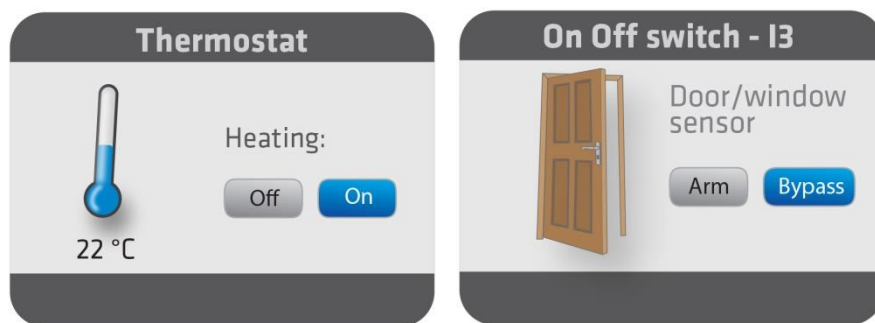 Thermostat
Heating:
Off On
22 °C
On Off switch - I3
Door/window
sensor
Arm Bypass